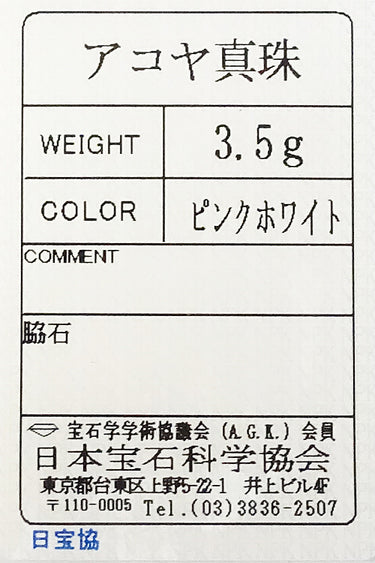 アコヤ真珠
WEIGHT 3.5g
COLOR ピンクホワイト
COMMENT
脇石
宝石学学術協議会 (A.G.K.) 会員
日本宝石科学協会
東京都台東区上野5-22-1 井上ビル4F
〒110-0005 Tel.(03)3836-2507
日宝協